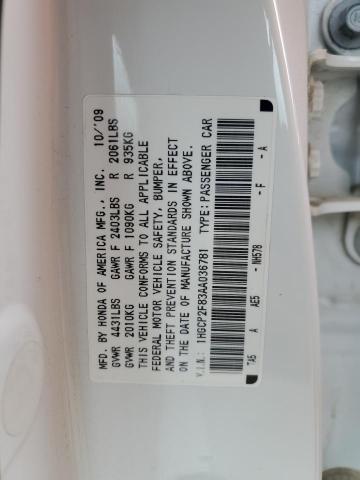 MFD. BY HONDA OF AMERICA MFG., INC. 10/'09
GVWR 4431LBS GAWR F 2403LBS R 2061LBS
GVWR 2010KG GAWR F 1090KG R 935KG
THIS VEHICLE CONFORMS TO ALL APPLICABLE
FEDERAL MOTOR VEHICLE SAFETY, BUMPER,
AND THEFT PREVENTION STANDARDS IN EFFECT
ON THE DATE OF MANUFACTURE SHOWN ABOVE.
V.I.N.: 1HGCP2F83AA036781 TYPE: PASSENGER CAR
TA5 A AE5 - NH578 - F - A